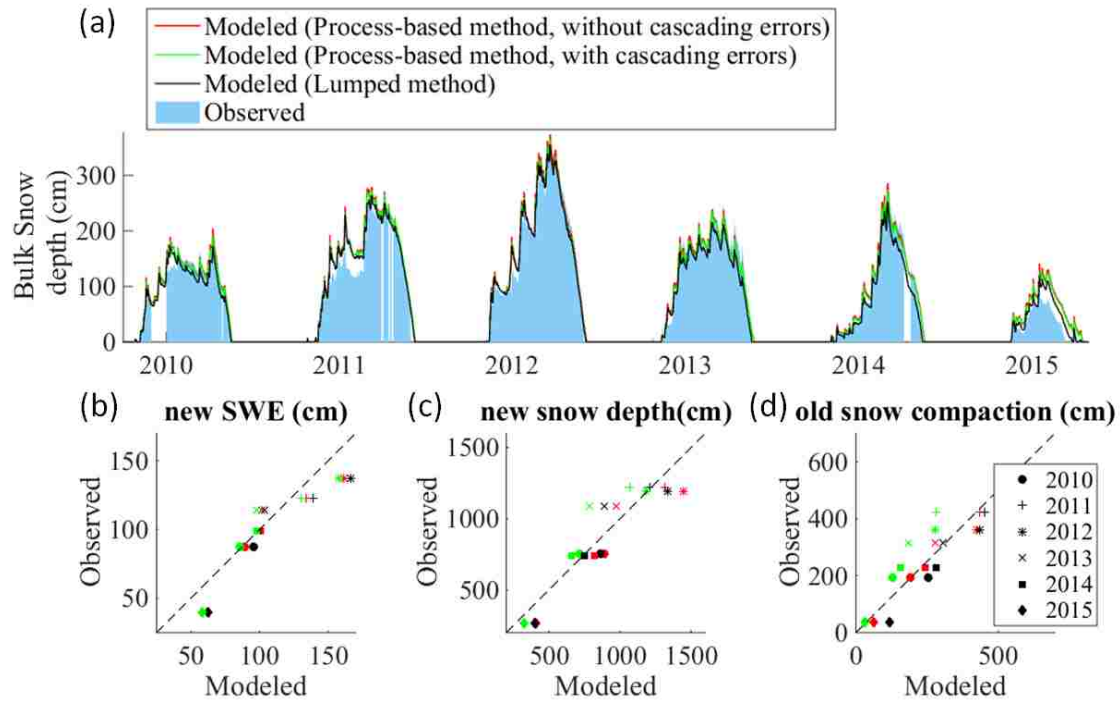 (a)
Modeled (Process-based method, without cascading errors)
Modeled (Process-based method, with cascading errors)
Modeled (Lumped method)
Observed
Bulk Snow
depth (cm)
300
200
100
0
2010 2011 2012 2013 2014 2015
(b) new SWE (cm)
Observed
150
100
50
50 100 150
Modeled
(c) new snow depth(cm)
Observed
1500
1000
500
500 1000 1500
Modeled
(d) old snow compaction (cm)
Observed
600
400
200
0
0 500
Modeled
2010
2011
2012
2013
2014
2015